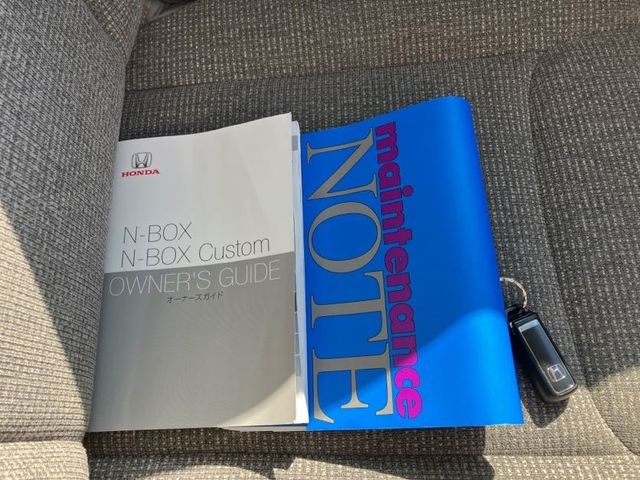 HONDA
N-BOX
N-BOX Custom
OWNER'S GUIDE
オーナーズガイド
maintenance
NOTE